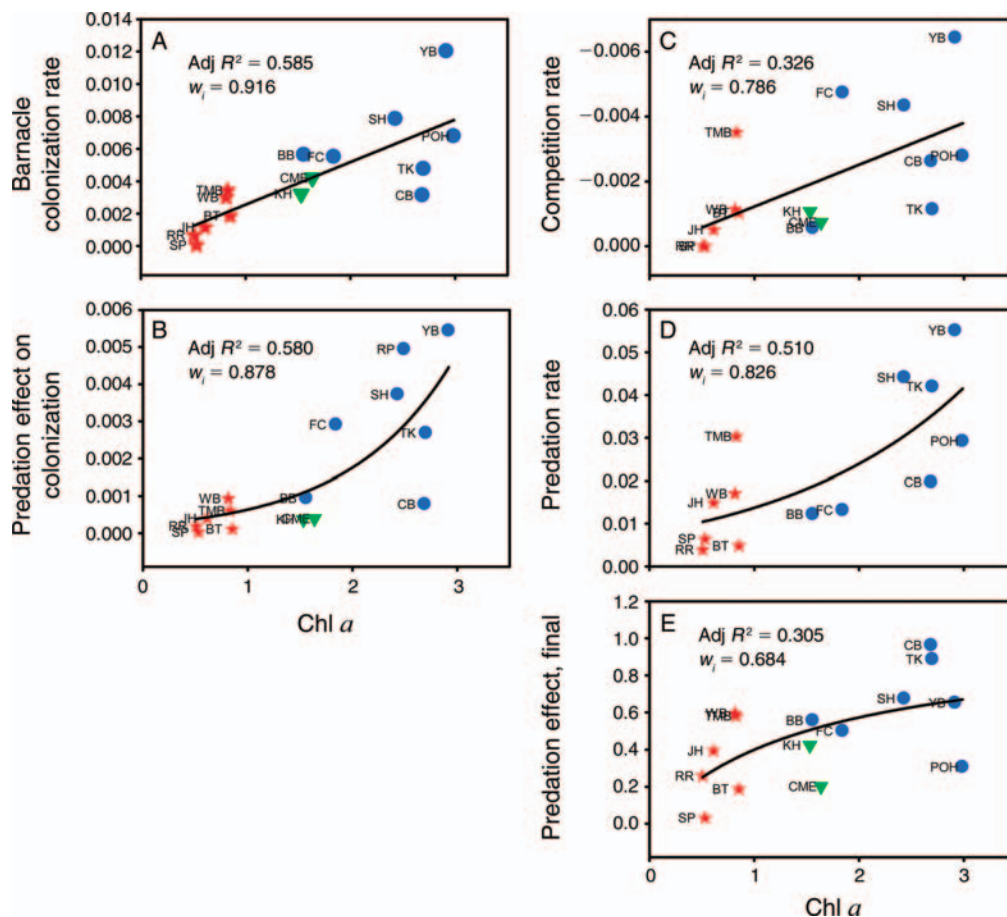 A
Adj R² = 0.585
wᵢ = 0.916
Barnacle
colonization rate
0.014
0.012
0.010
0.008
0.006
0.004
0.002
0.000
YB
SH
POH
BB
FC
TK
CME
KH
CB
TMB
WB
BT
JH
RR
SP
C
Adj R² = 0.326
wᵢ = 0.786
Competition rate
−0.006
−0.004
−0.002
0.000
YB
FC
SH
TMB
POH
CB
TK
WB
BT
KH
CME
BB
JH
RR
SP
B
Adj R² = 0.580
wᵢ = 0.878
Predation effect on
colonization
0.006
0.005
0.004
0.003
0.002
0.001
0.000
YB
RP
SH
FC
TK
CB
WB
BB
TMB
JH
KH
CME
RR
SP
BT
0
1
2
3
Chl a
D
Adj R² = 0.510
wᵢ = 0.826
Predation rate
0.06
0.05
0.04
0.03
0.02
0.01
0.00
YB
SH
TK
TMB
POH
CB
WB
JH
BB
FC
SP
RR
BT
E
Adj R² = 0.305
wᵢ = 0.684
Predation effect, final
1.2
1.0
0.8
0.6
0.4
0.2
0.0
CB
TK
SH
YB
WB
TMB
BB
FC
KH
JH
POH
RR
BT
CME
SP
0
1
2
3
Chl a